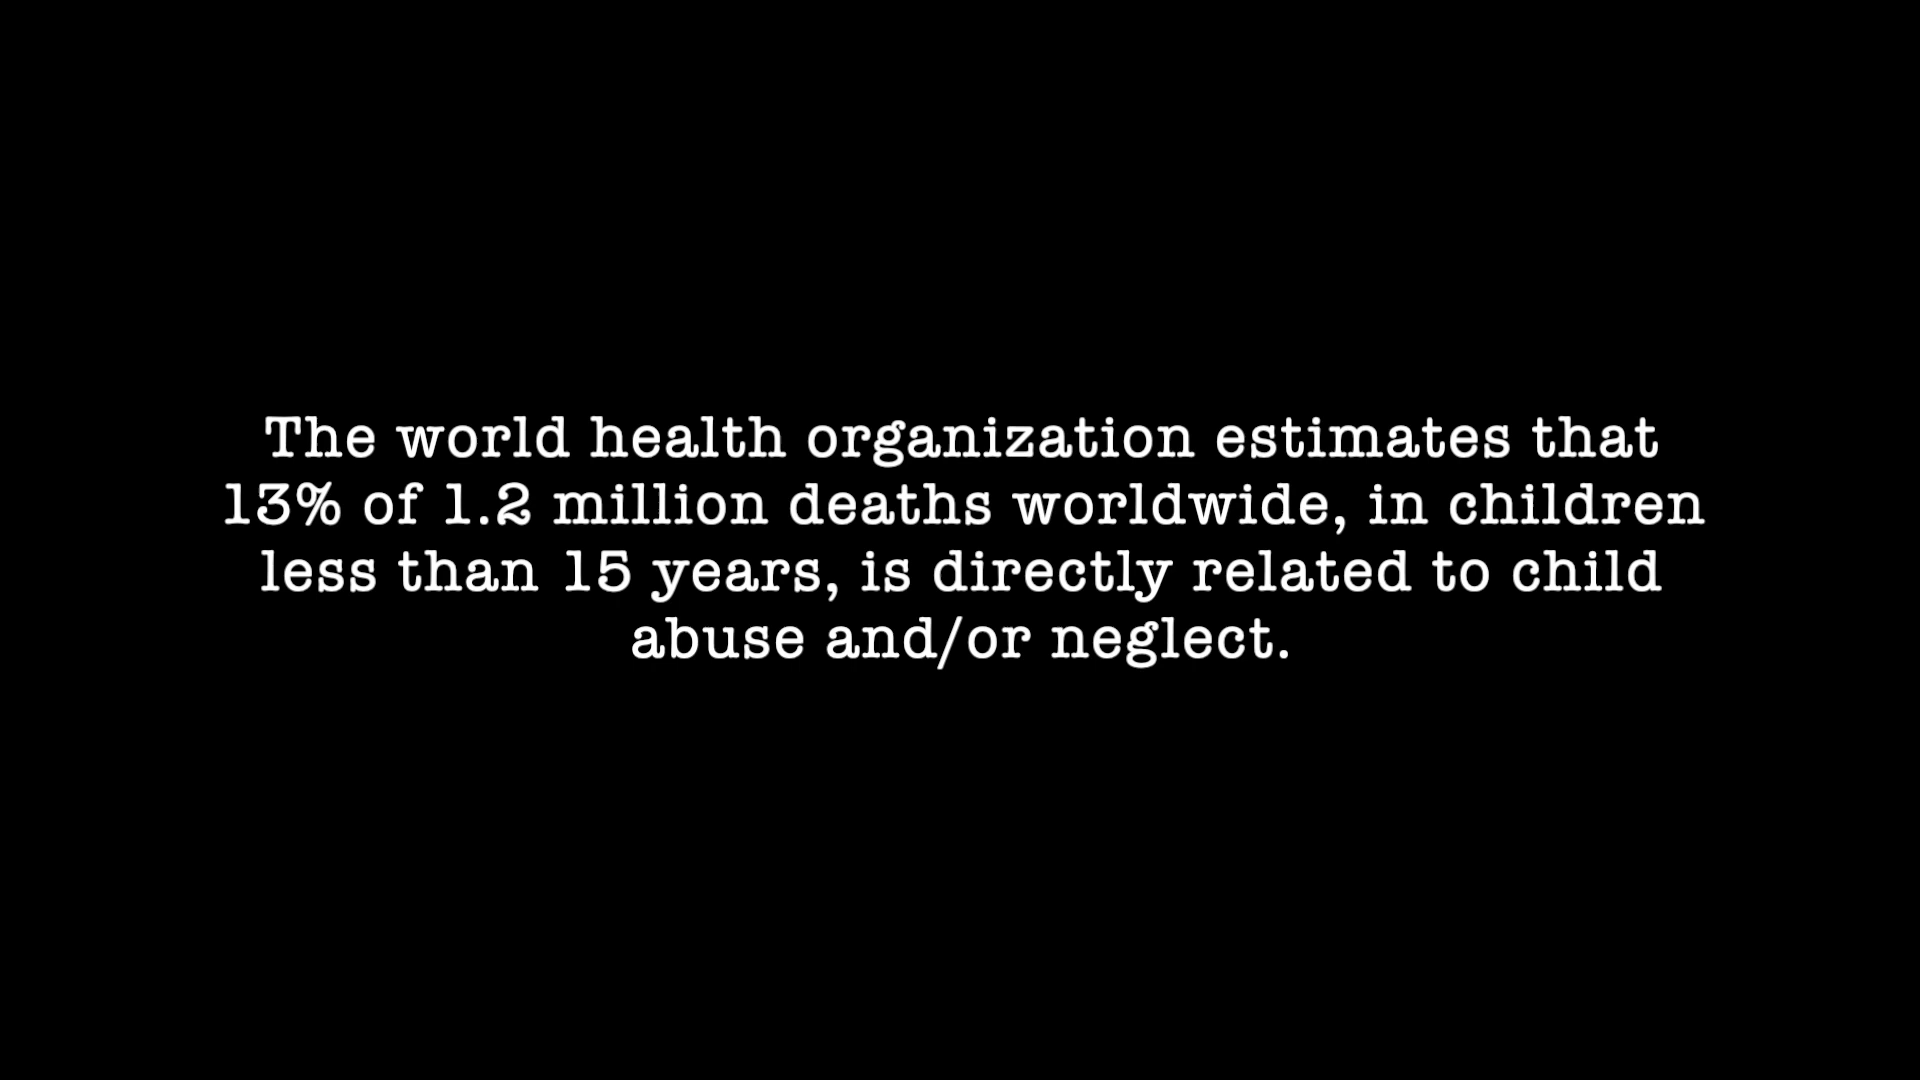 The world health organization estimates that
13% of 1.2 million deaths worldwide, in children
less than 15 years, is directly related to child
abuse and/or neglect.